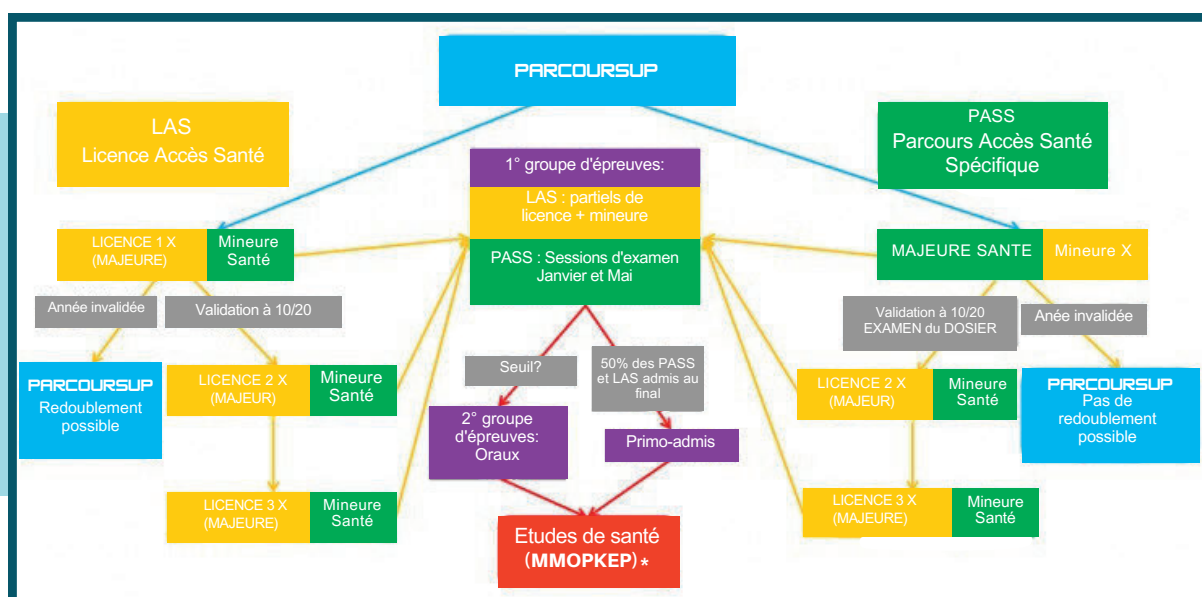 PARCOURSUP
LAS
Licence Accès Santé
PASS
Parcours Accès Santé
Spécifique
1° groupe d'épreuves:
LAS : partiels de
licence + mineure
PASS : Sessions d'examen
Janvier et Mai
LICENCE 1 X
(MAJEURE)
Mineure
Santé
MAJEURE SANTE
Mineure X
Année invalidée
Validation à 10/20
Validation à 10/20
EXAMEN du DOSIER
Anée invalidée
PARCOURSUP
Redoublement
possible
LICENCE 2 X
(MAJEUR)
Mineure
Santé
Seuil?
50% des PASS
et LAS admis au
final
LICENCE 2 X
(MAJEUR)
Mineure
Santé
PARCOURSUP
Pas de
redoublement
possible
2° groupe
d'épreuves:
Oraux
Primo-admis
LICENCE 3 X
(MAJEURE)
Mineure
Santé
LICENCE 3 X
(MAJEURE)
Mineure
Santé
Etudes de santé
(MMOPKEP) *